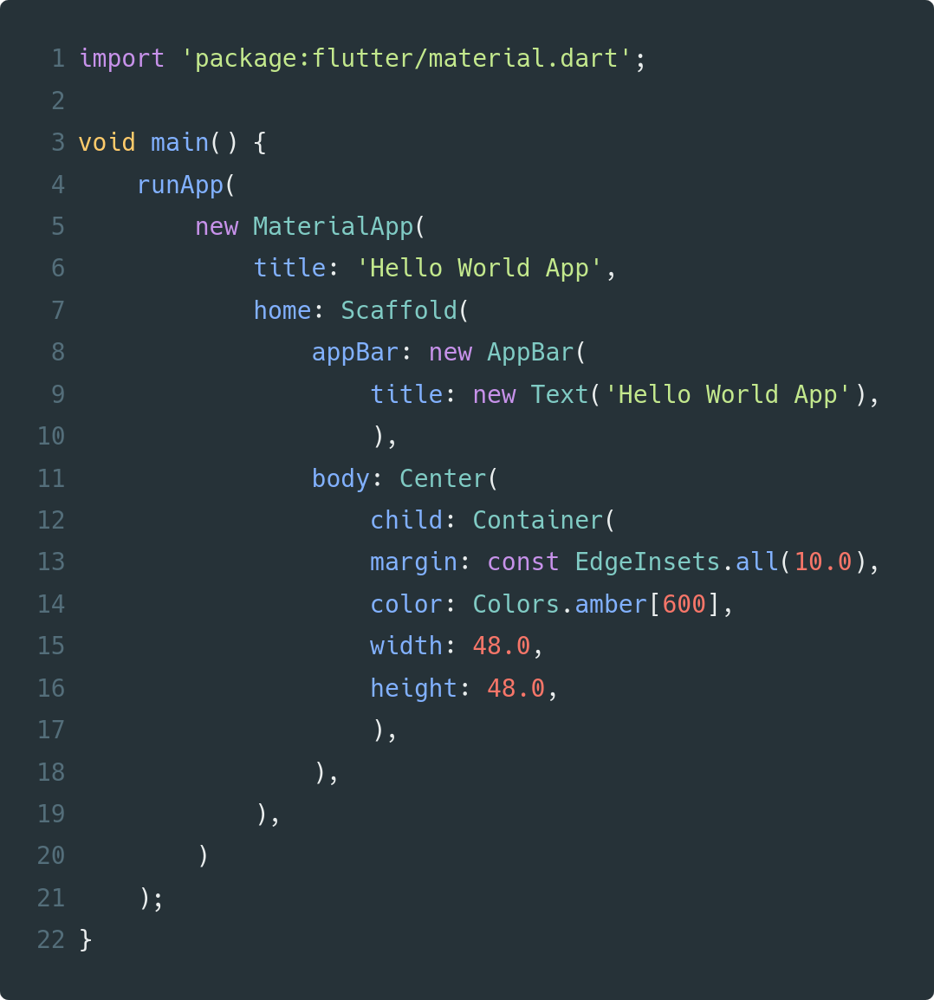 1 import 'package:flutter/material.dart';
2
3 void main() {
4     runApp(
5         new MaterialApp(
6             title: 'Hello World App',
7             home: Scaffold(
8                 appBar: new AppBar(
9                     title: new Text('Hello World App'),
10                     ),
11                 body: Center(
12                     child: Container(
13                     margin: const EdgeInsets.all(10.0),
14                     color: Colors.amber[600],
15                     width: 48.0,
16                     height: 48.0,
17                     ),
18                 ),
19             ),
20         )
21     );
22 }